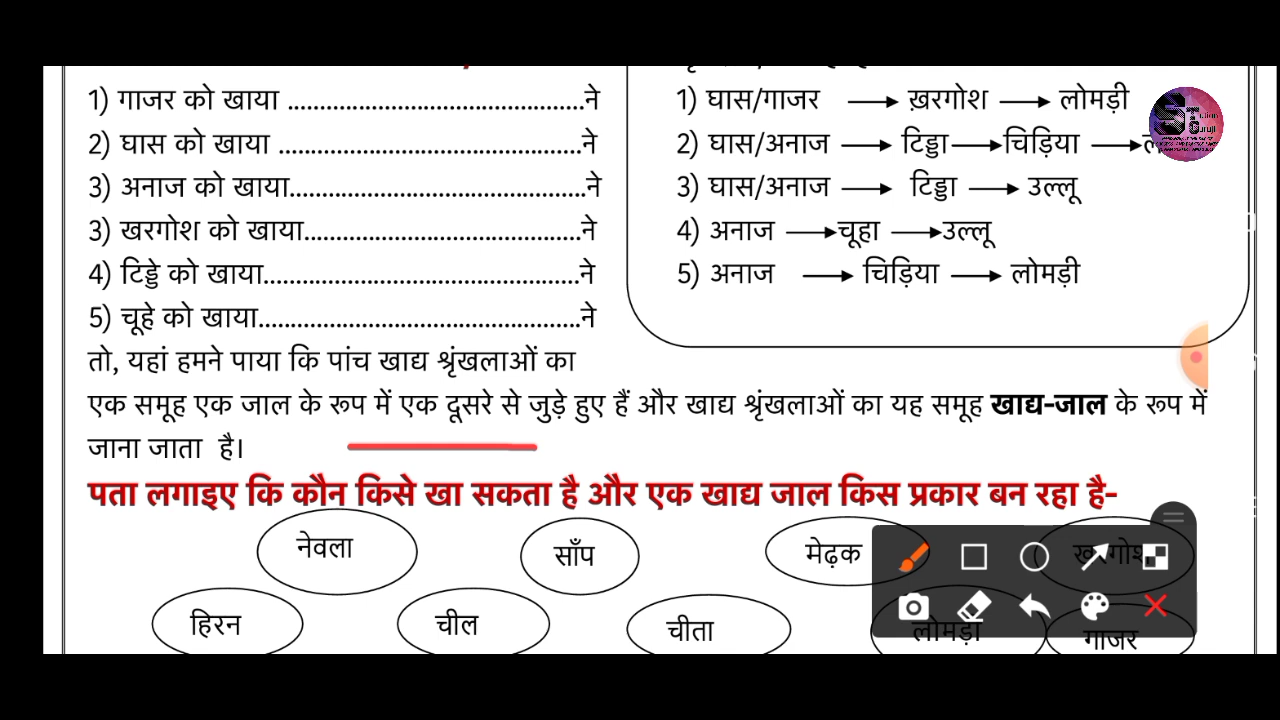 1) गाजर को खाया .............................................ने
2) घास को खाया ..............................................ने
3) अनाज को खाया..............................................ने
3) खरगोश को खाया...........................................ने
4) टिड्डे को खाया.................................................ने
5) चूहे को खाया..................................................ने
तो, यहां हमने पाया कि पांच खाद्य श्रृंखलाओं का
1) घास/गाजर → ख़रगोश → लोमड़ी
2) घास/अनाज → टिड्डा → चिड़िया →
3) घास/अनाज → टिड्डा → उल्लू
4) अनाज → चूहा → उल्लू
5) अनाज → चिड़िया → लोमड़ी
एक समूह एक जाल के रूप में एक दूसरे से जुड़े हुए हैं और खाद्य श्रृंखलाओं का यह समूह खाद्य-जाल के रूप में
जाना जाता है।
पता लगाइए कि कौन किसे खा सकता है और एक खाद्य जाल किस प्रकार बन रहा है-
नेवला साँप मेढ़क खरगोश
हिरन चील चीता लोमड़ी गाजर